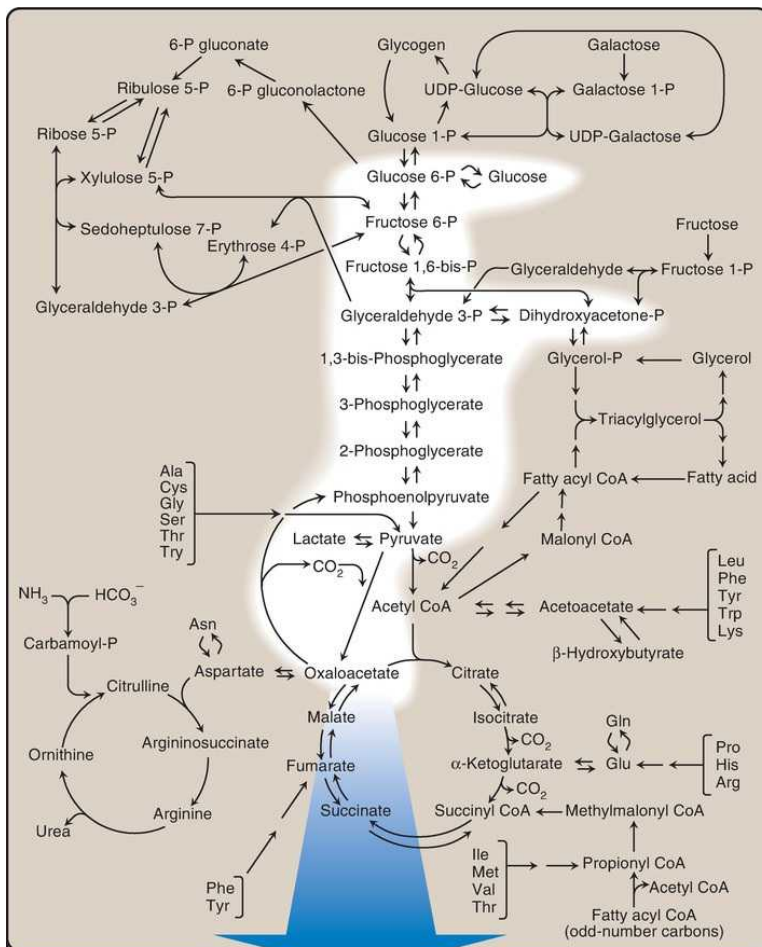 6-P gluconate
Glycogen
Galactose
Ribulose 5-P
6-P gluconolactone
UDP-Glucose
Galactose 1-P
Ribose 5-P
Glucose 1-P
UDP-Galactose
Xylulose 5-P
Glucose 6-P
Glucose
Sedoheptulose 7-P
Fructose 6-P
Erythrose 4-P
Fructose
Fructose 1,6-bis-P
Glyceraldehyde
Fructose 1-P
Glyceraldehyde 3-P
Glyceraldehyde 3-P
Dihydroxyacetone-P
1,3-bis-Phosphoglycerate
Glycerol-P
Glycerol
3-Phosphoglycerate
Triacylglycerol
2-Phosphoglycerate
Ala
Cys
Gly
Ser
Thr
Try
Fatty acyl CoA
Fatty acid
Phosphoenolpyruvate
Lactate
Pyruvate
Malonyl CoA
CO2
CO2
Leu
Phe
Tyr
Trp
Lys
NH3
HCO3−
Acetyl CoA
Acetoacetate
Asn
Carbamoyl-P
β-Hydroxybutyrate
Aspartate
Oxaloacetate
Citrate
Citrulline
Malate
Isocitrate
Gln
Argininosuccinate
CO2
Ornithine
Fumarate
α-Ketoglutarate
Glu
Pro
His
Arg
CO2
Arginine
Succinate
Succinyl CoA
Methylmalonyl CoA
Urea
Ile
Met
Val
Thr
Propionyl CoA
Phe
Tyr
Acetyl CoA
Fatty acyl CoA
(odd-number carbons)